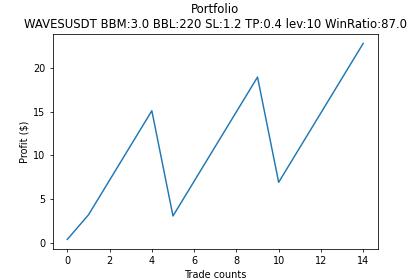 Portfolio
WAVESUSDT BBM:3.0 BBL:220 SL:1.2 TP:0.4 lev:10 WinRatio:87.0
20
15
10
5
0
Profit ($)
0 2 4 6 8 10 12 14
Trade counts